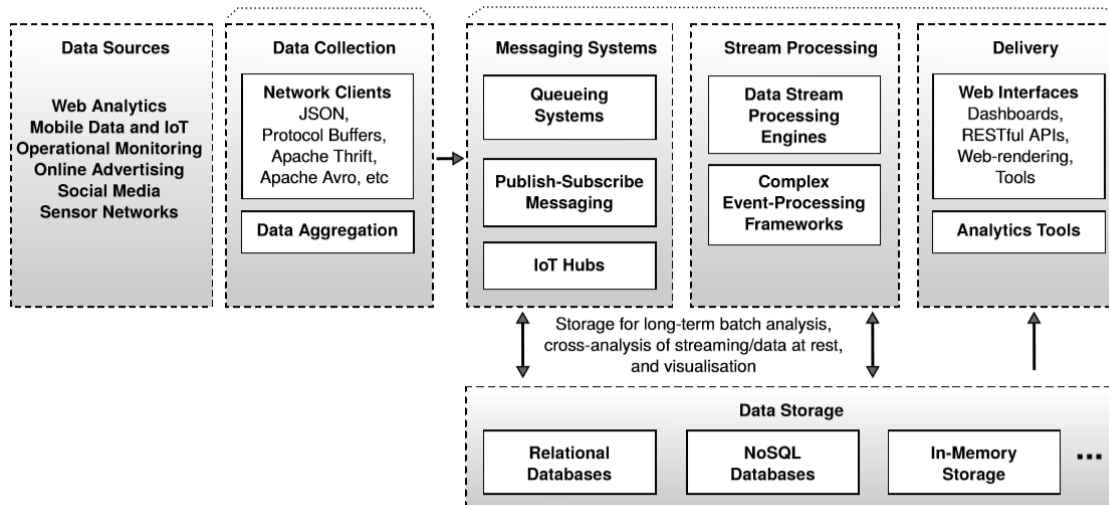 Data Sources
Web Analytics
Mobile Data and IoT
Operational Monitoring
Online Advertising
Social Media
Sensor Networks
Data Collection
Network Clients
JSON,
Protocol Buffers,
Apache Thrift,
Apache Avro, etc
Data Aggregation
Messaging Systems
Queueing
Systems
Publish-Subscribe
Messaging
IoT Hubs
Stream Processing
Data Stream
Processing
Engines
Complex
Event-Processing
Frameworks
Delivery
Web Interfaces
Dashboards,
RESTful APIs,
Web-rendering,
Tools
Analytics Tools
Storage for long-term batch analysis,
cross-analysis of streaming/data at rest,
and visualisation
Data Storage
Relational
Databases
NoSQL
Databases
In-Memory
Storage
...